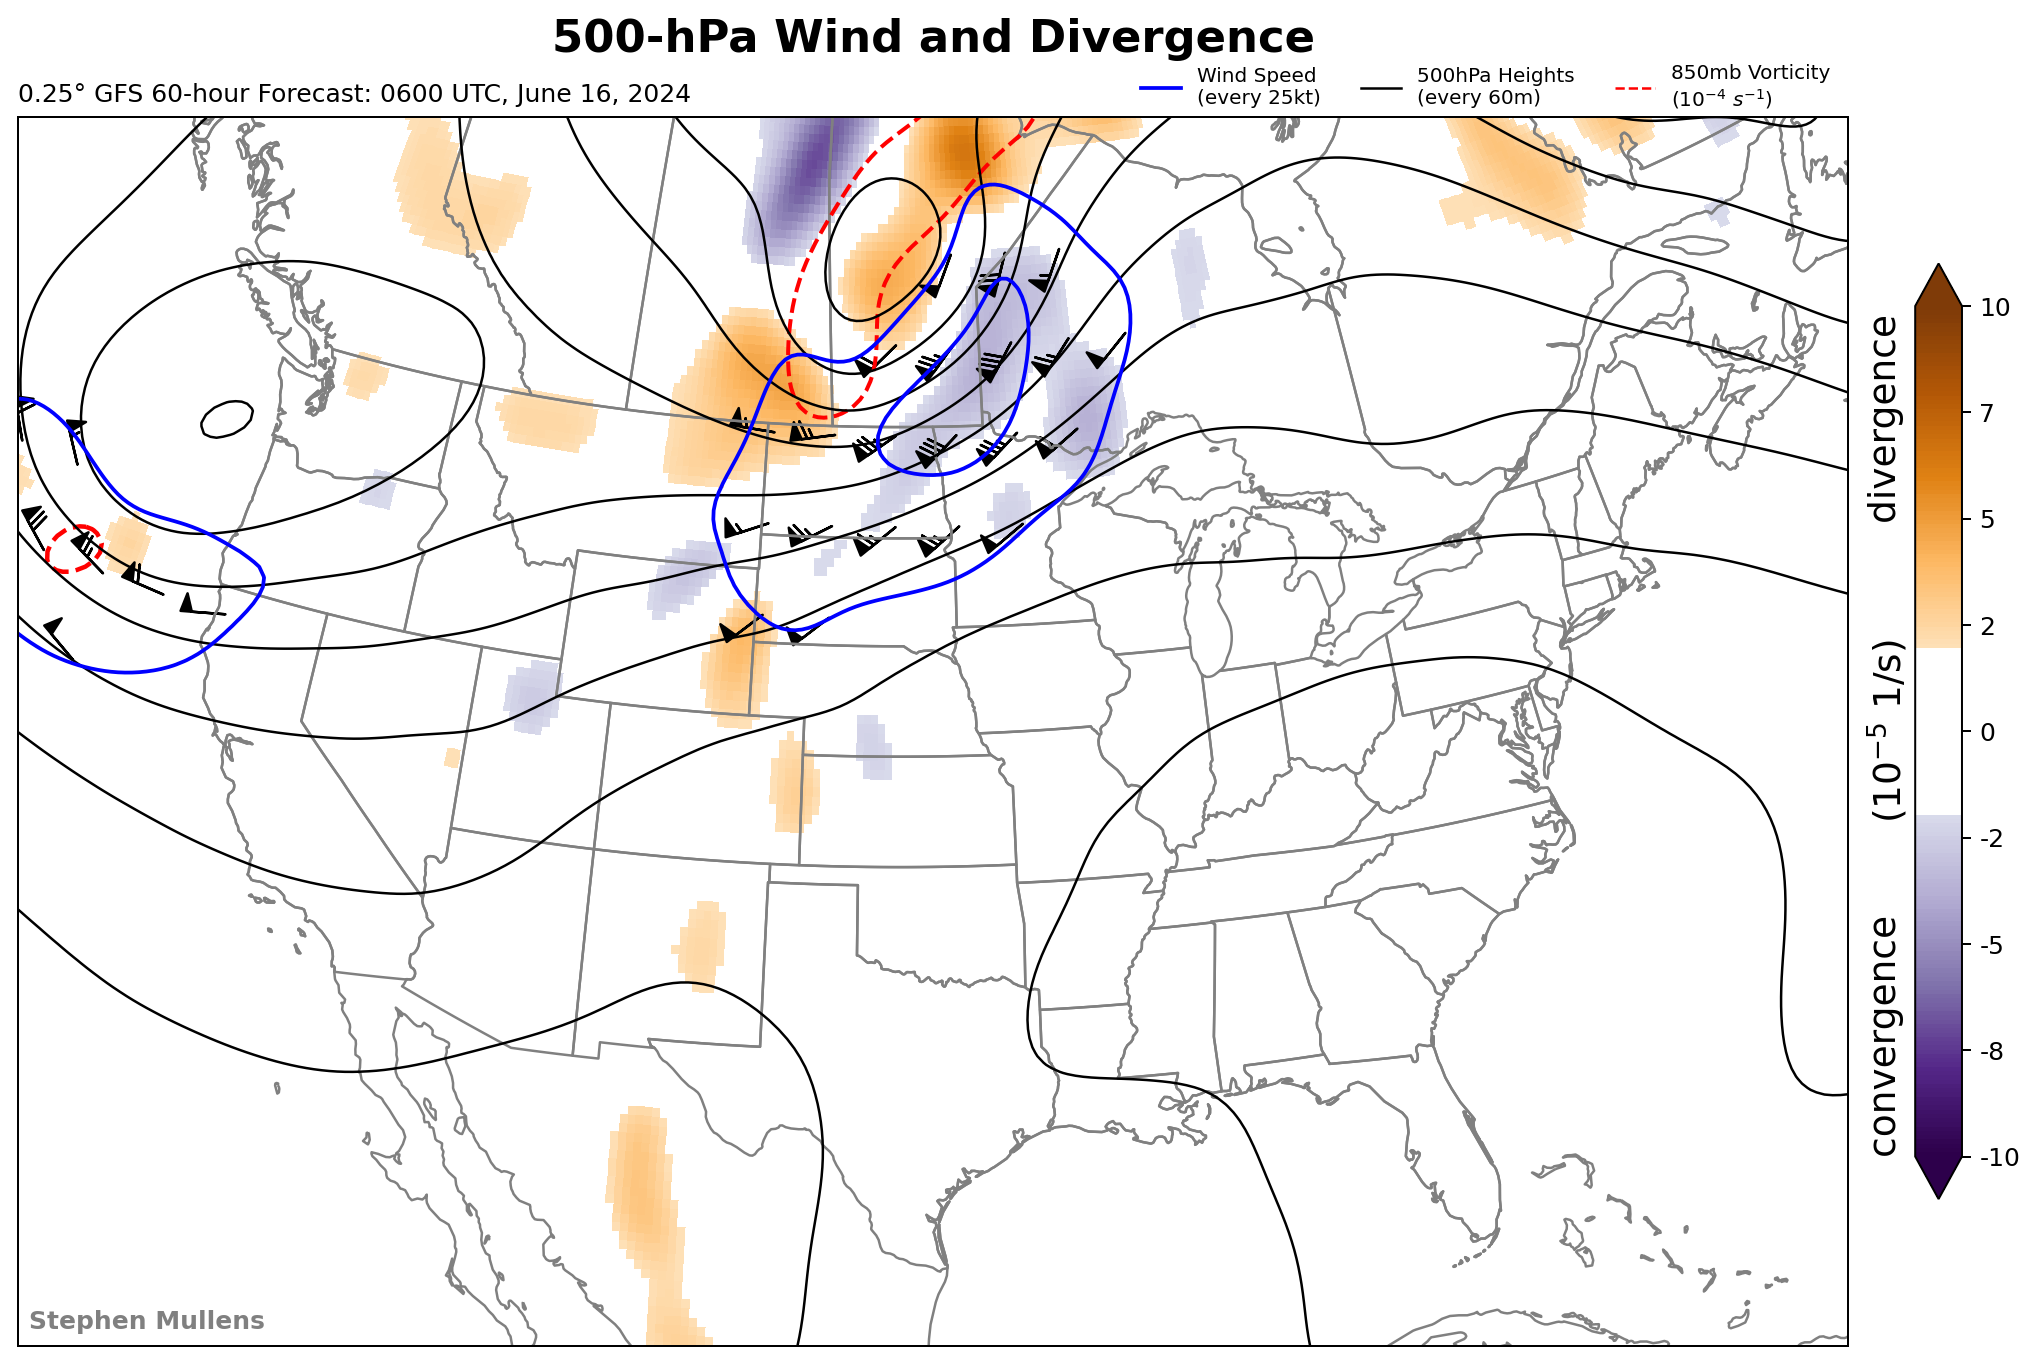 500-hPa Wind and Divergence
0.25° GFS 60-hour Forecast: 0600 UTC, June 16, 2024
Wind Speed
(every 25kt)
500hPa Heights
(every 60m)
850mb Vorticity
(10⁻⁴ s⁻¹)
10
7
5
2
0
-2
-5
-8
-10
convergence (10⁻⁵ 1/s) divergence
Stephen Mullens